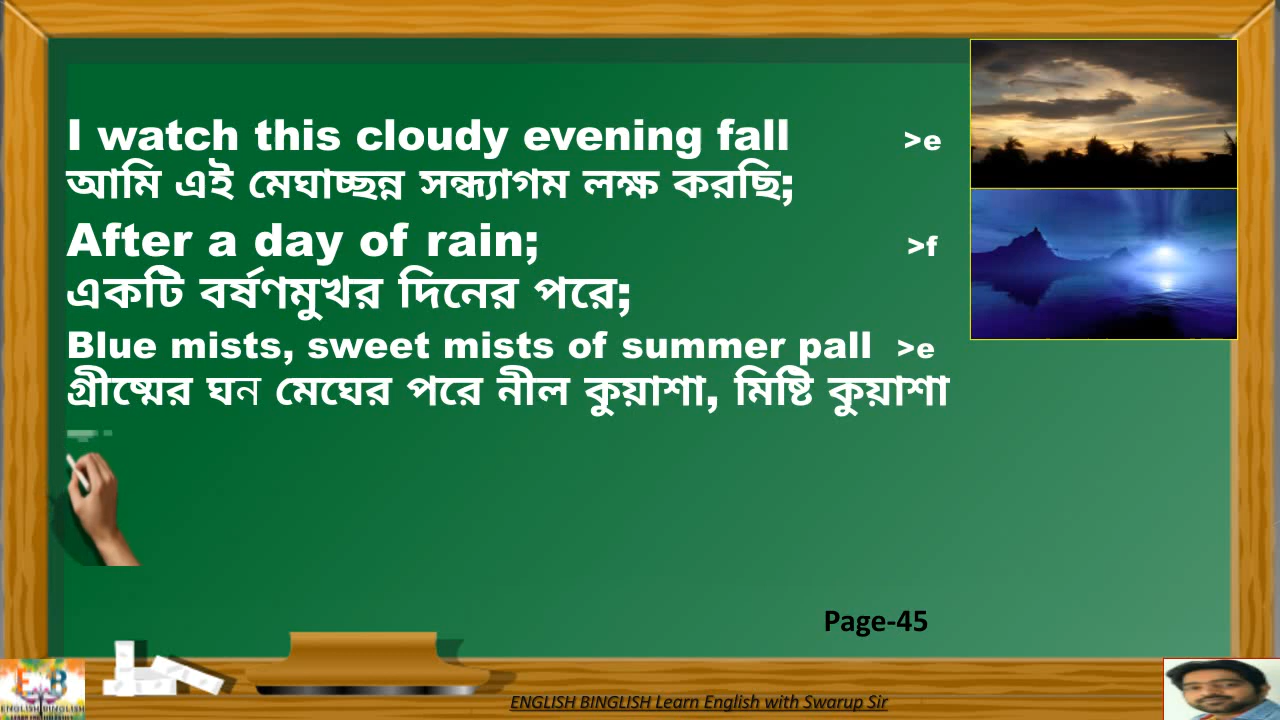 I watch this cloudy evening fall >e
আমি এই মেঘাচ্ছন্ন সন্ধ্যাগম লক্ষ করছি;
After a day of rain; >f
একটি বর্ষণমুখর দিনের পরে;
Blue mists, sweet mists of summer pall >e
গ্রীষ্মের ঘন মেঘের পরে নীল কুয়াশা, মিষ্টি কুয়াশা
Page-45
E B
ENGLISH BINGLISH
ENGLISH BINGLISH Learn English with Swarup Sir